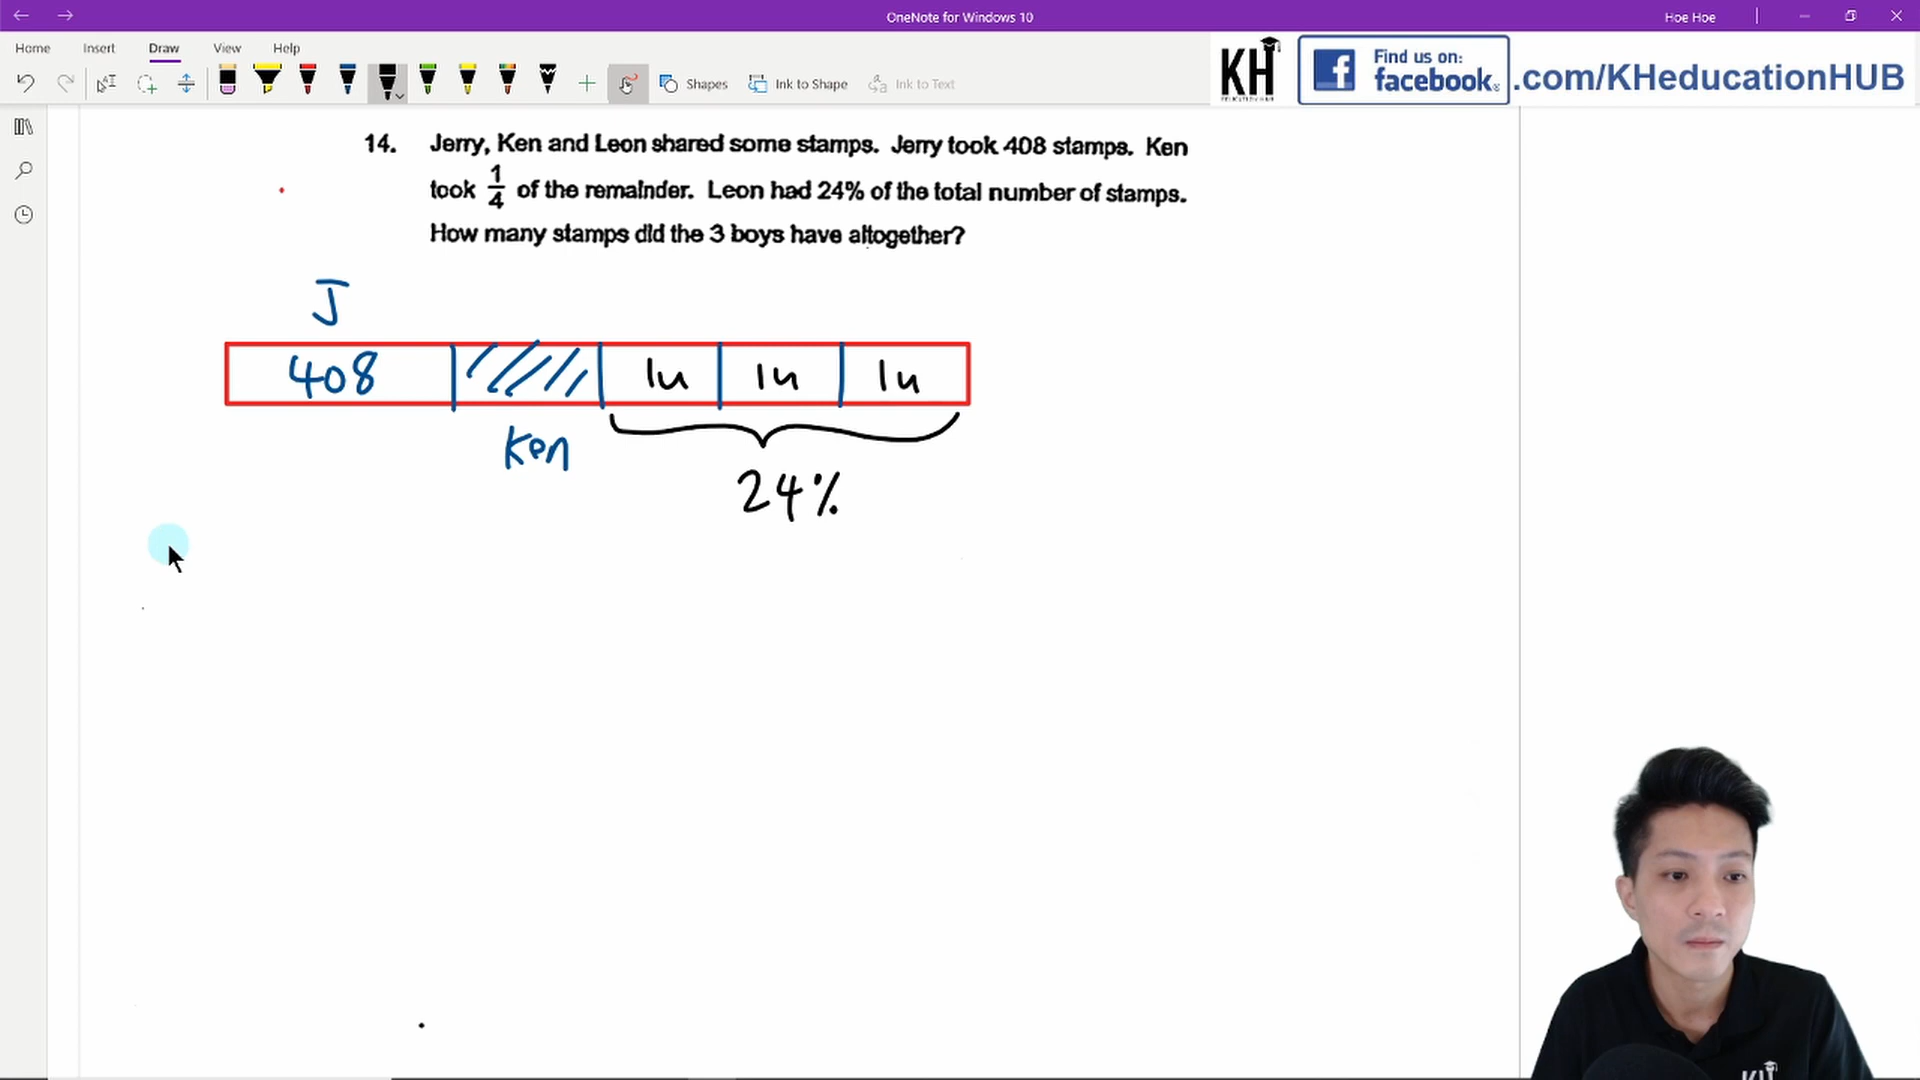 OneNote for Windows 10
Hoe Hoe
Home Insert Draw View Help
Shapes
Ink to Shape
Ink to Text
KH
Find us on:
facebook.
.com/KHeducationHUB
14. Jerry, Ken and Leon shared some stamps. Jerry took 408 stamps. Ken
took 1/4 of the remainder. Leon had 24% of the total number of stamps.
How many stamps did the 3 boys have altogether?
J
408 1u 1u 1u
Ken
24%